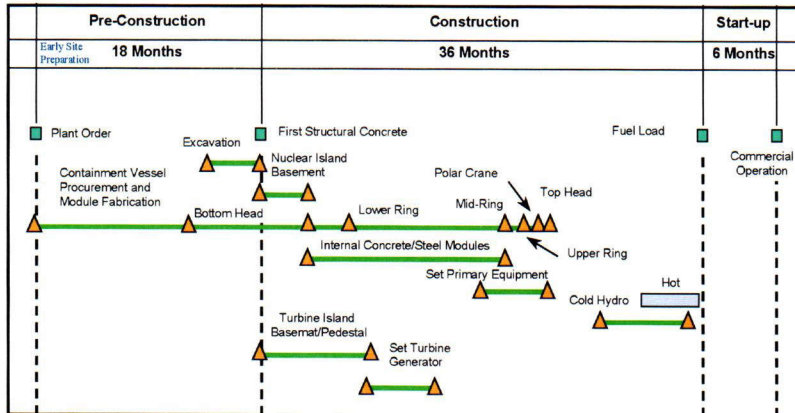 Pre-Construction
Construction
Start-up
Early Site
Preparation
18 Months
36 Months
6 Months
Plant Order
First Structural Concrete
Fuel Load
Excavation
Nuclear Island
Basement
Commercial
Operation
Containment Vessel
Procurement and
Module Fabrication
Polar Crane
Top Head
Bottom Head
Lower Ring
Mid-Ring
Internal Concrete/Steel Modules
Upper Ring
Set Primary Equipment
Hot
Cold Hydro
Turbine Island
Basemat/Pedestal
Set Turbine
Generator